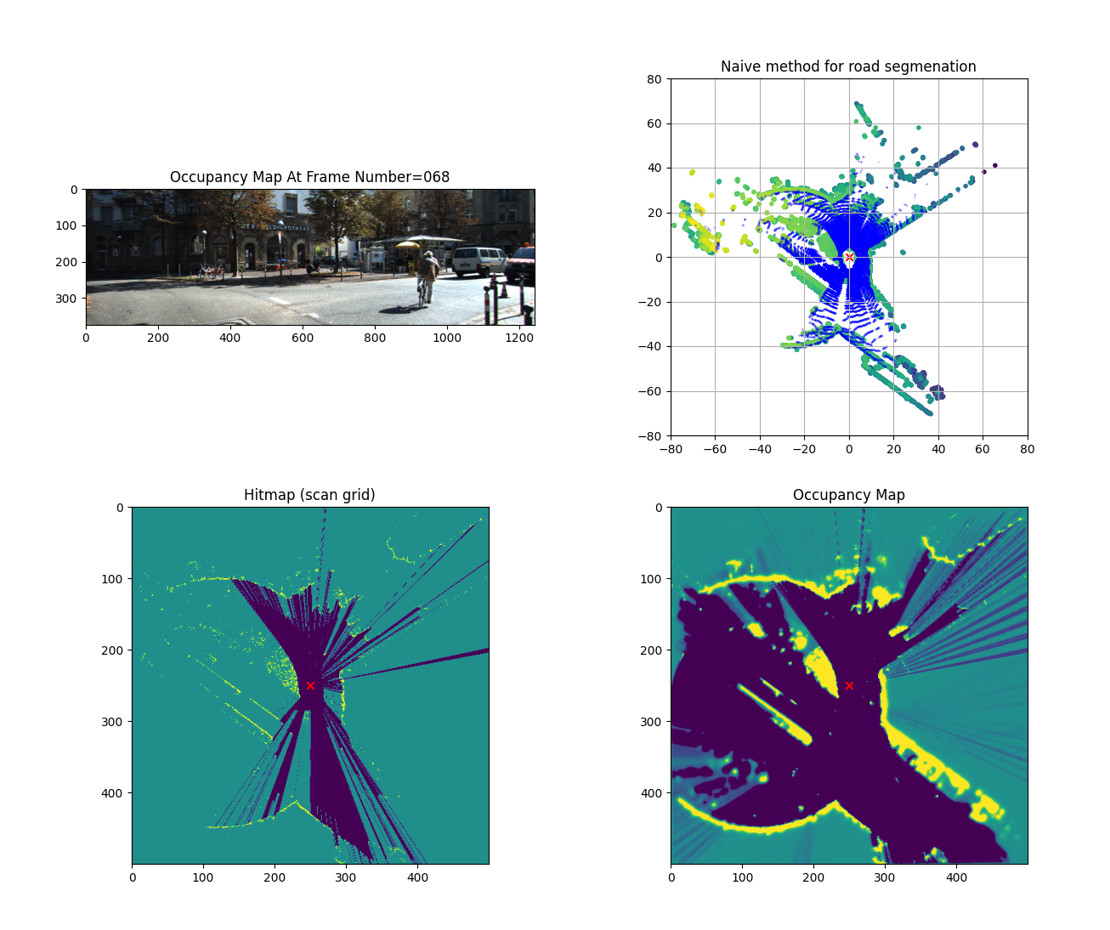 Occupancy Map At Frame Number=068
0
100
200
300
0 200 400 600 800 1000 1200
Naive method for road segmenation
80
60
40
20
0
−20
−40
−60
−80
−80 −60 −40 −20 0 20 40 60 80
Hitmap (scan grid)
0
100
200
300
400
0 100 200 300 400
Occupancy Map
0
100
200
300
400
0 100 200 300 400